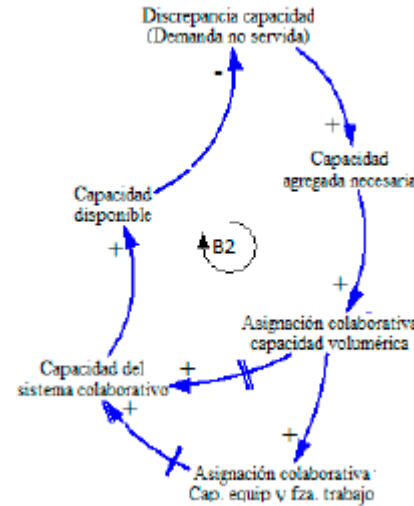 Discrepancia capacidad
(Demanda no servida)
-
+
Capacidad
agregada necesaria
Capacidad
disponible
+
B2
+
Asignación colaborativa
capacidad volumérica
+
Capacidad del
sistema colaborativo
+
+
Asignación colaborativa
Cap. equip y fza. trabajo